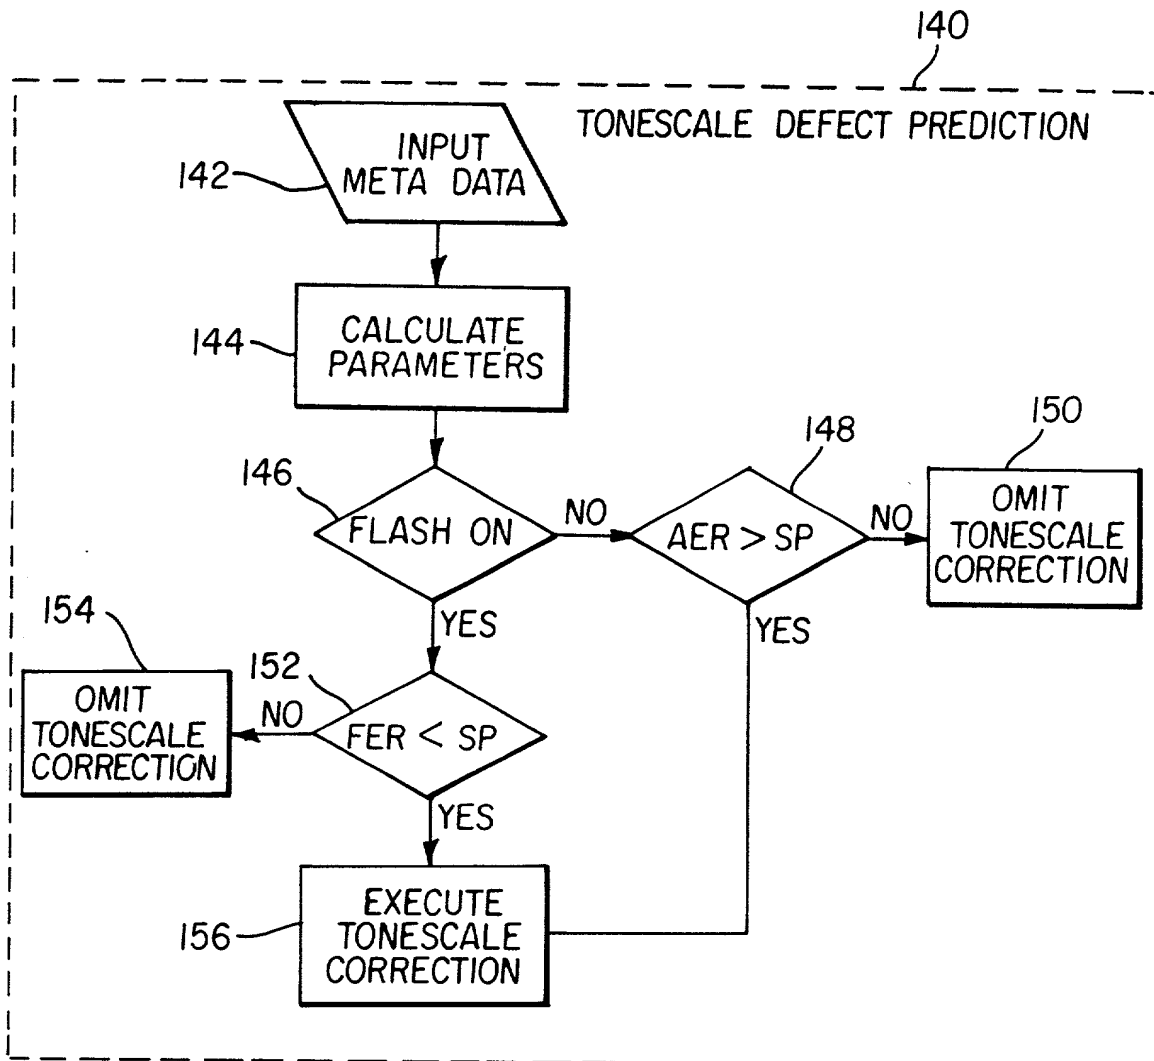 140
TONESCALE DEFECT PREDICTION
INPUT
META DATA
142
CALCULATE
PARAMETERS
144
146
FLASH ON
NO
148
AER > SP
NO
150
OMIT
TONESCALE
CORRECTION
YES
YES
154
OMIT
TONESCALE
CORRECTION
NO
152
FER < SP
YES
156
EXECUTE
TONESCALE
CORRECTION